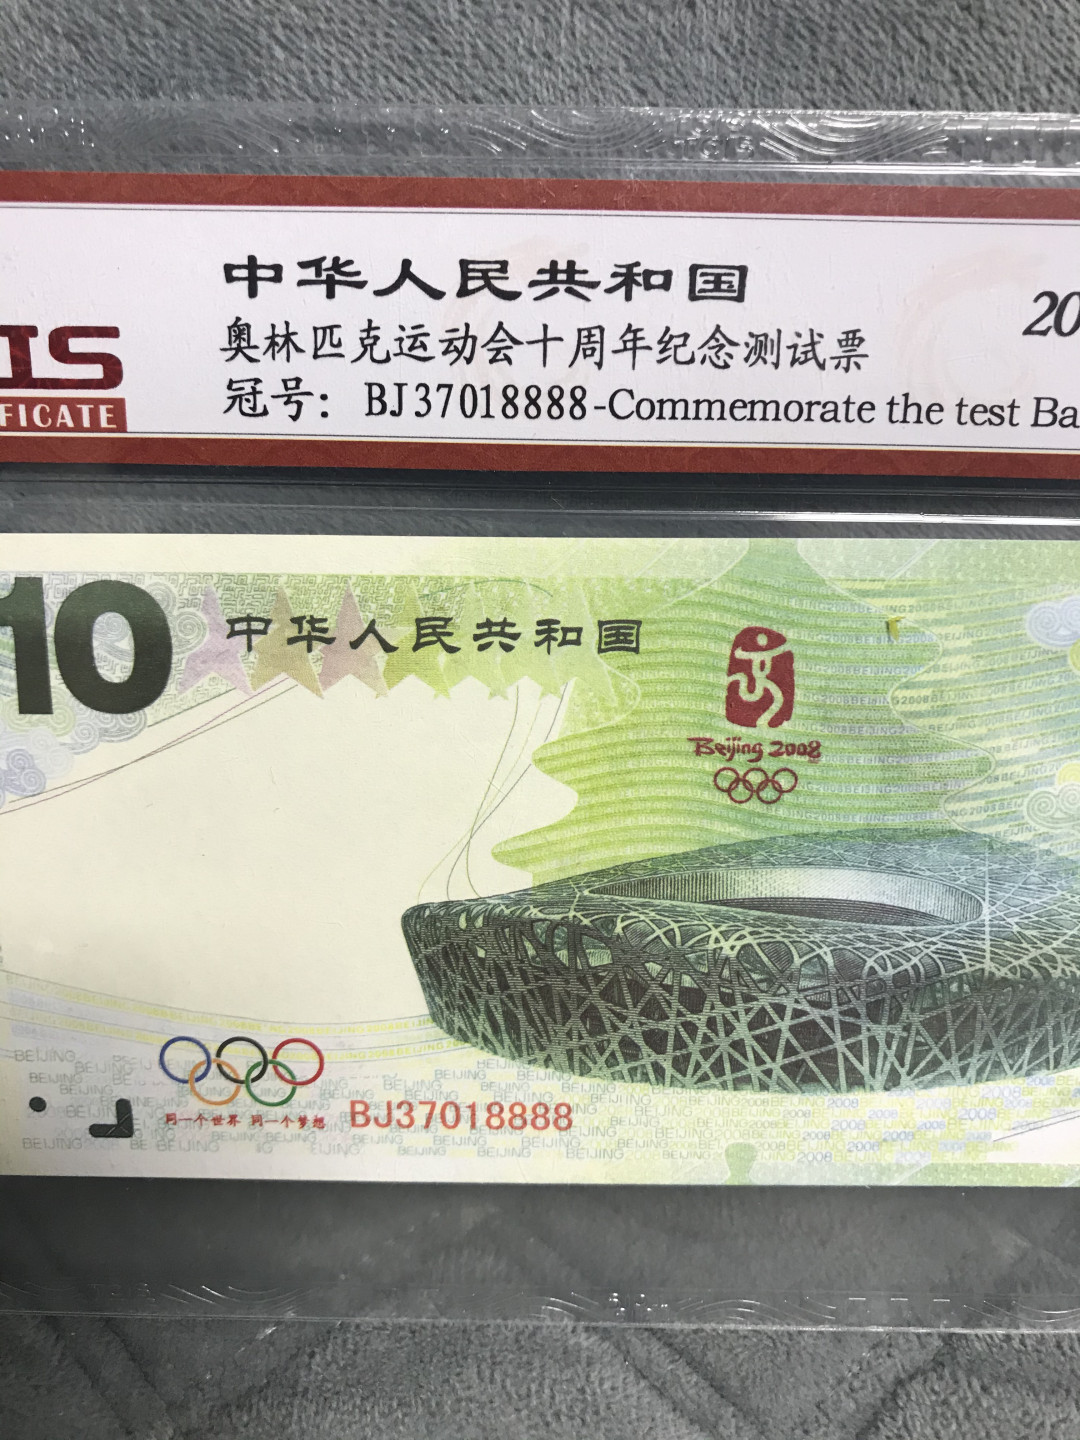 中华人民共和国
奥林匹克运动会十周年纪念测试票
20
冠号: BJ37018888-Commemorate the test Ba
IS
FICATE
10
中华人民共和国
Beijing 2008
同一个世界 同一个梦想
BJ37018888